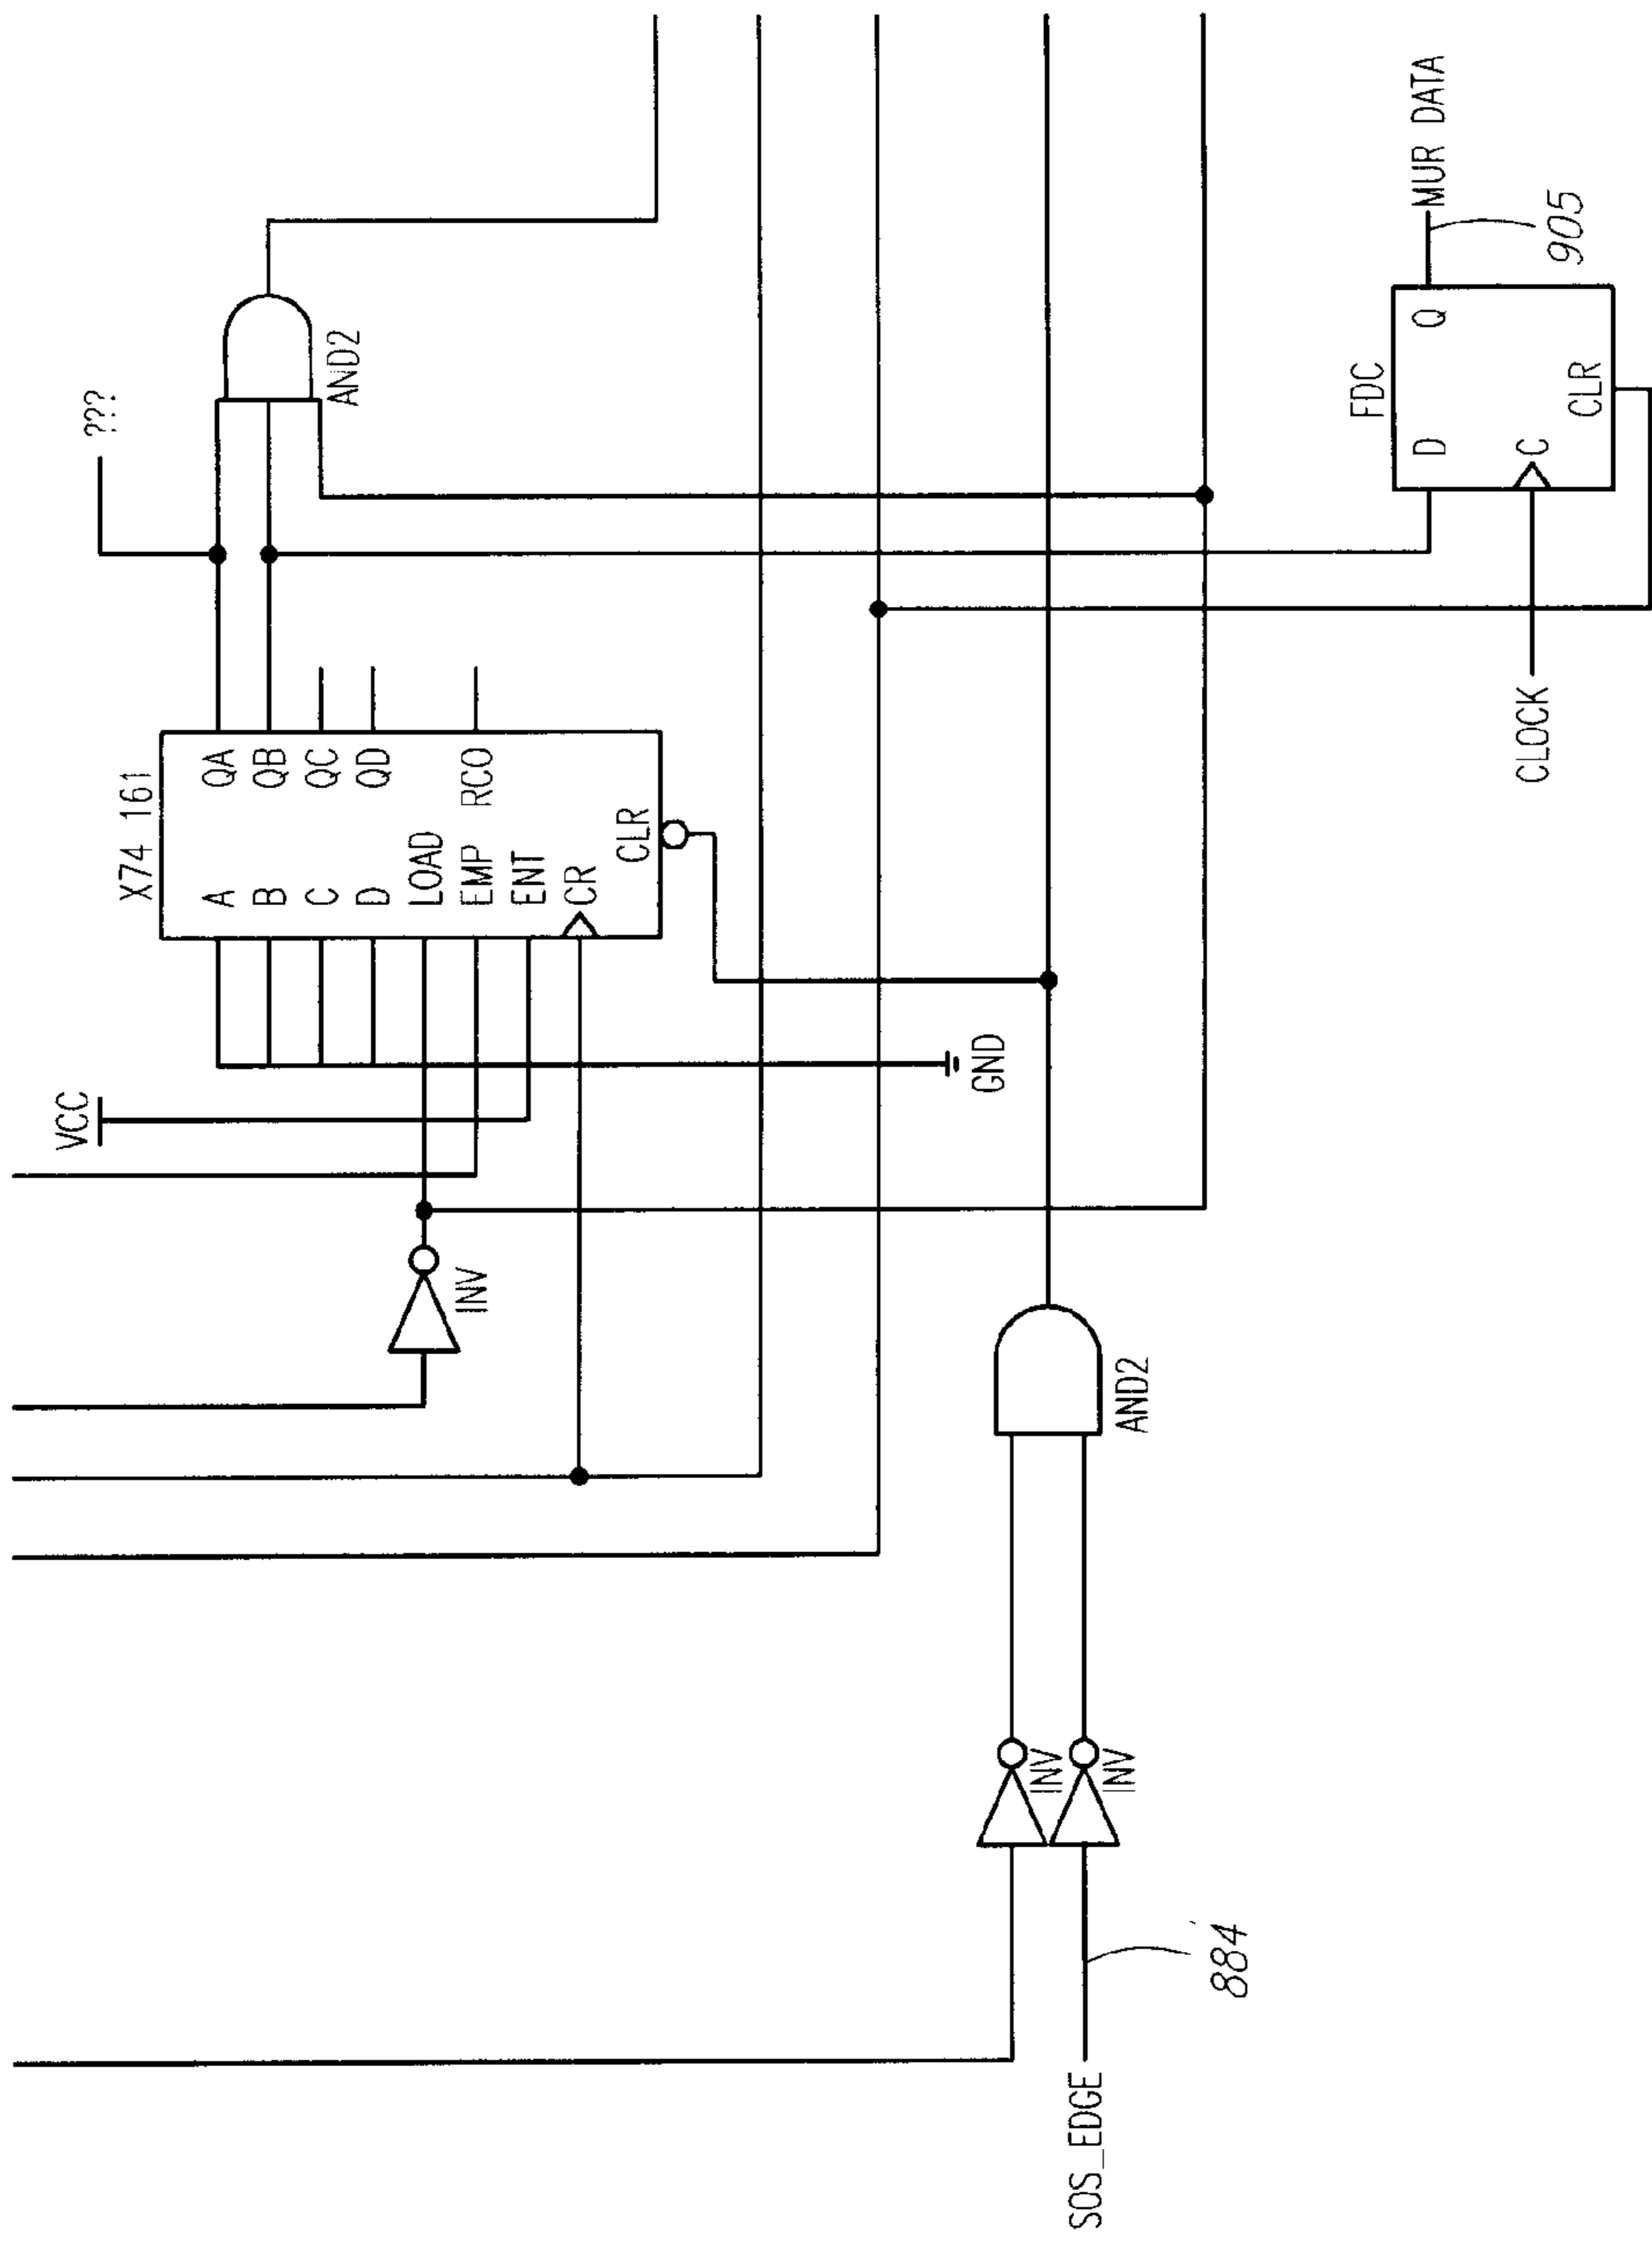 VCC
???
X74_161
A QA
B QB
C QC
D QD
LOAD
EMP RCO
ENT
CR
CLR
INV
AND2
GND
INV
INV
AND2
SOS_EDGE
884
FDC
D Q
C
CLR
MUR DATA
905
CLOCK